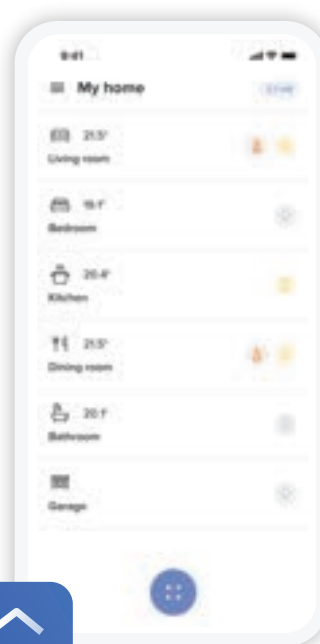 9:41
My home
21.5°
Living room
19.1°
Bedroom
20.4°
Kitchen
21.5°
Dining room
20.1°
Bathroom
Garage